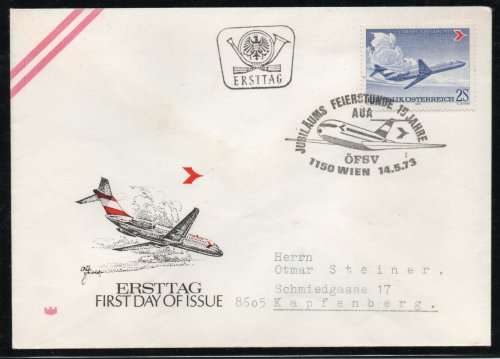 ERSTTAG
REPUBLIK ÖSTERREICH 2S
JUBILÄUMS FEIERSTUNDE 15 JAHRE
AUA
ÖFSV
1150 WIEN 14.5.73
Herrn
Otmar Steiner.
Schmiedgasse 17
8605 Kapfenberg.
ERSTTAG
FIRST DAY OF ISSUE